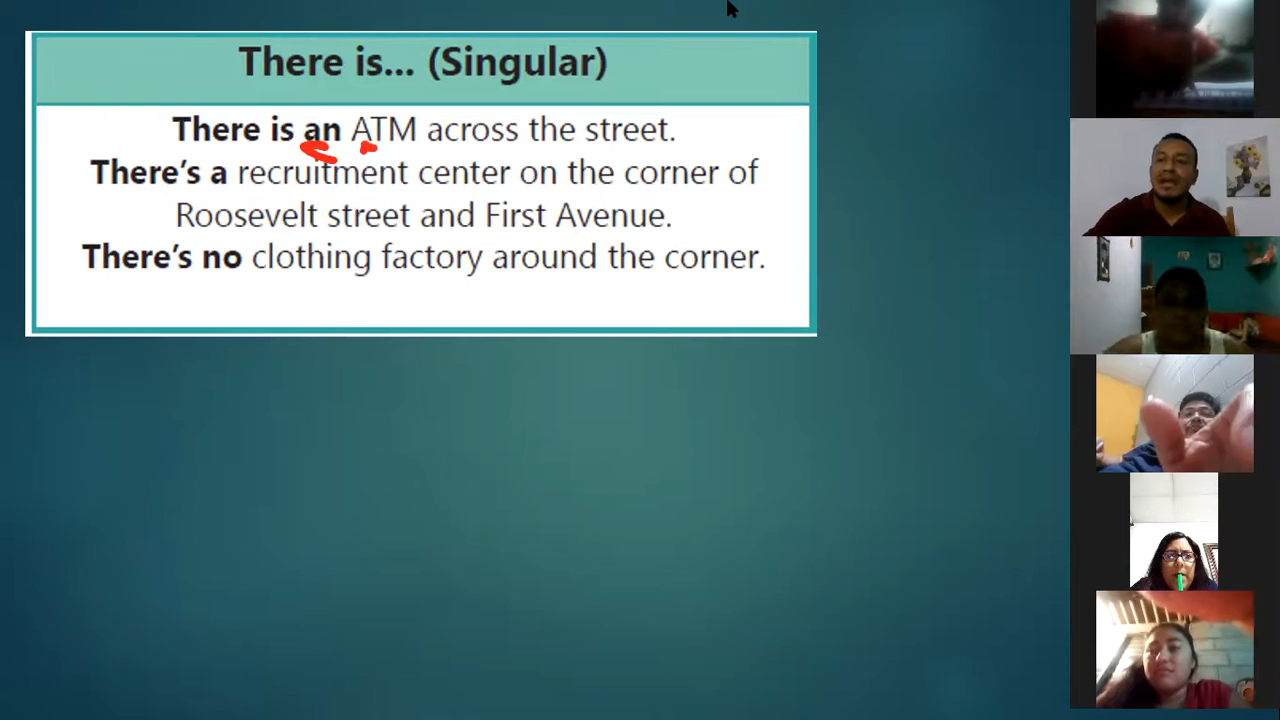 There is... (Singular)
There is an ATM across the street.
There's a recruitment center on the corner of
Roosevelt street and First Avenue.
There's no clothing factory around the corner.